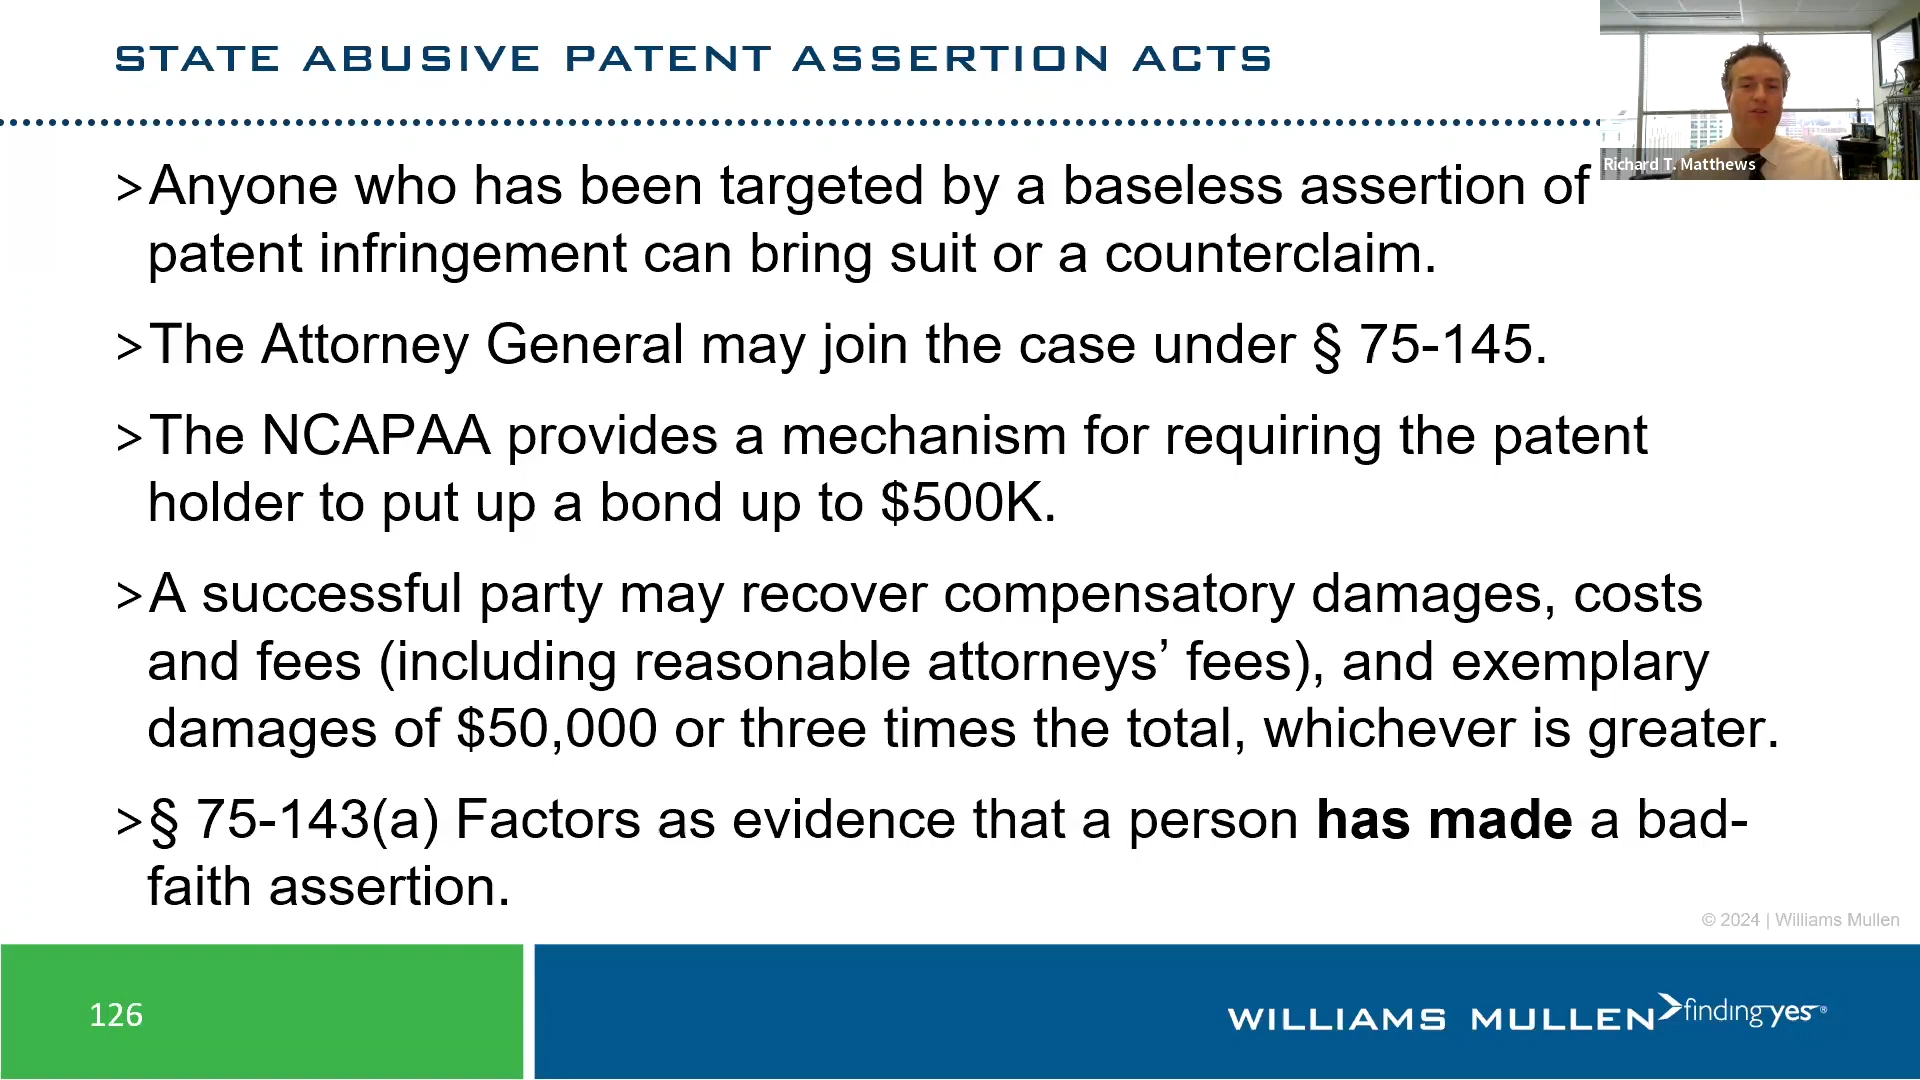 STATE ABUSIVE PATENT ASSERTION ACTS
Richard T. Matthews
>Anyone who has been targeted by a baseless assertion of
patent infringement can bring suit or a counterclaim.
>The Attorney General may join the case under § 75-145.
>The NCAPAA provides a mechanism for requiring the patent
holder to put up a bond up to $500K.
>A successful party may recover compensatory damages, costs
and fees (including reasonable attorneys’ fees), and exemplary
damages of $50,000 or three times the total, whichever is greater.
>§ 75-143(a) Factors as evidence that a person has made a bad-
faith assertion.
© 2024 | Williams Mullen
126
WILLIAMS MULLEN finding yes®